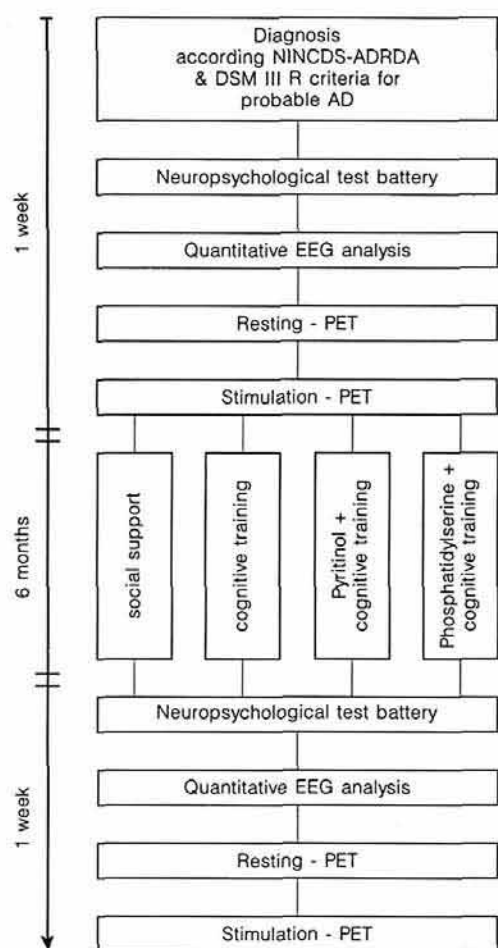 1 week
Diagnosis
according NINCDS-ADRDA
& DSM III R criteria for
probable AD
Neuropsychological test battery
Quantitative EEG analysis
Resting - PET
Stimulation - PET
6 months
social support
cognitive training
Pyritinol +
cognitive training
Phosphatidylserine +
cognitive training
1 week
Neuropsychological test battery
Quantitative EEG analysis
Resting - PET
Stimulation - PET